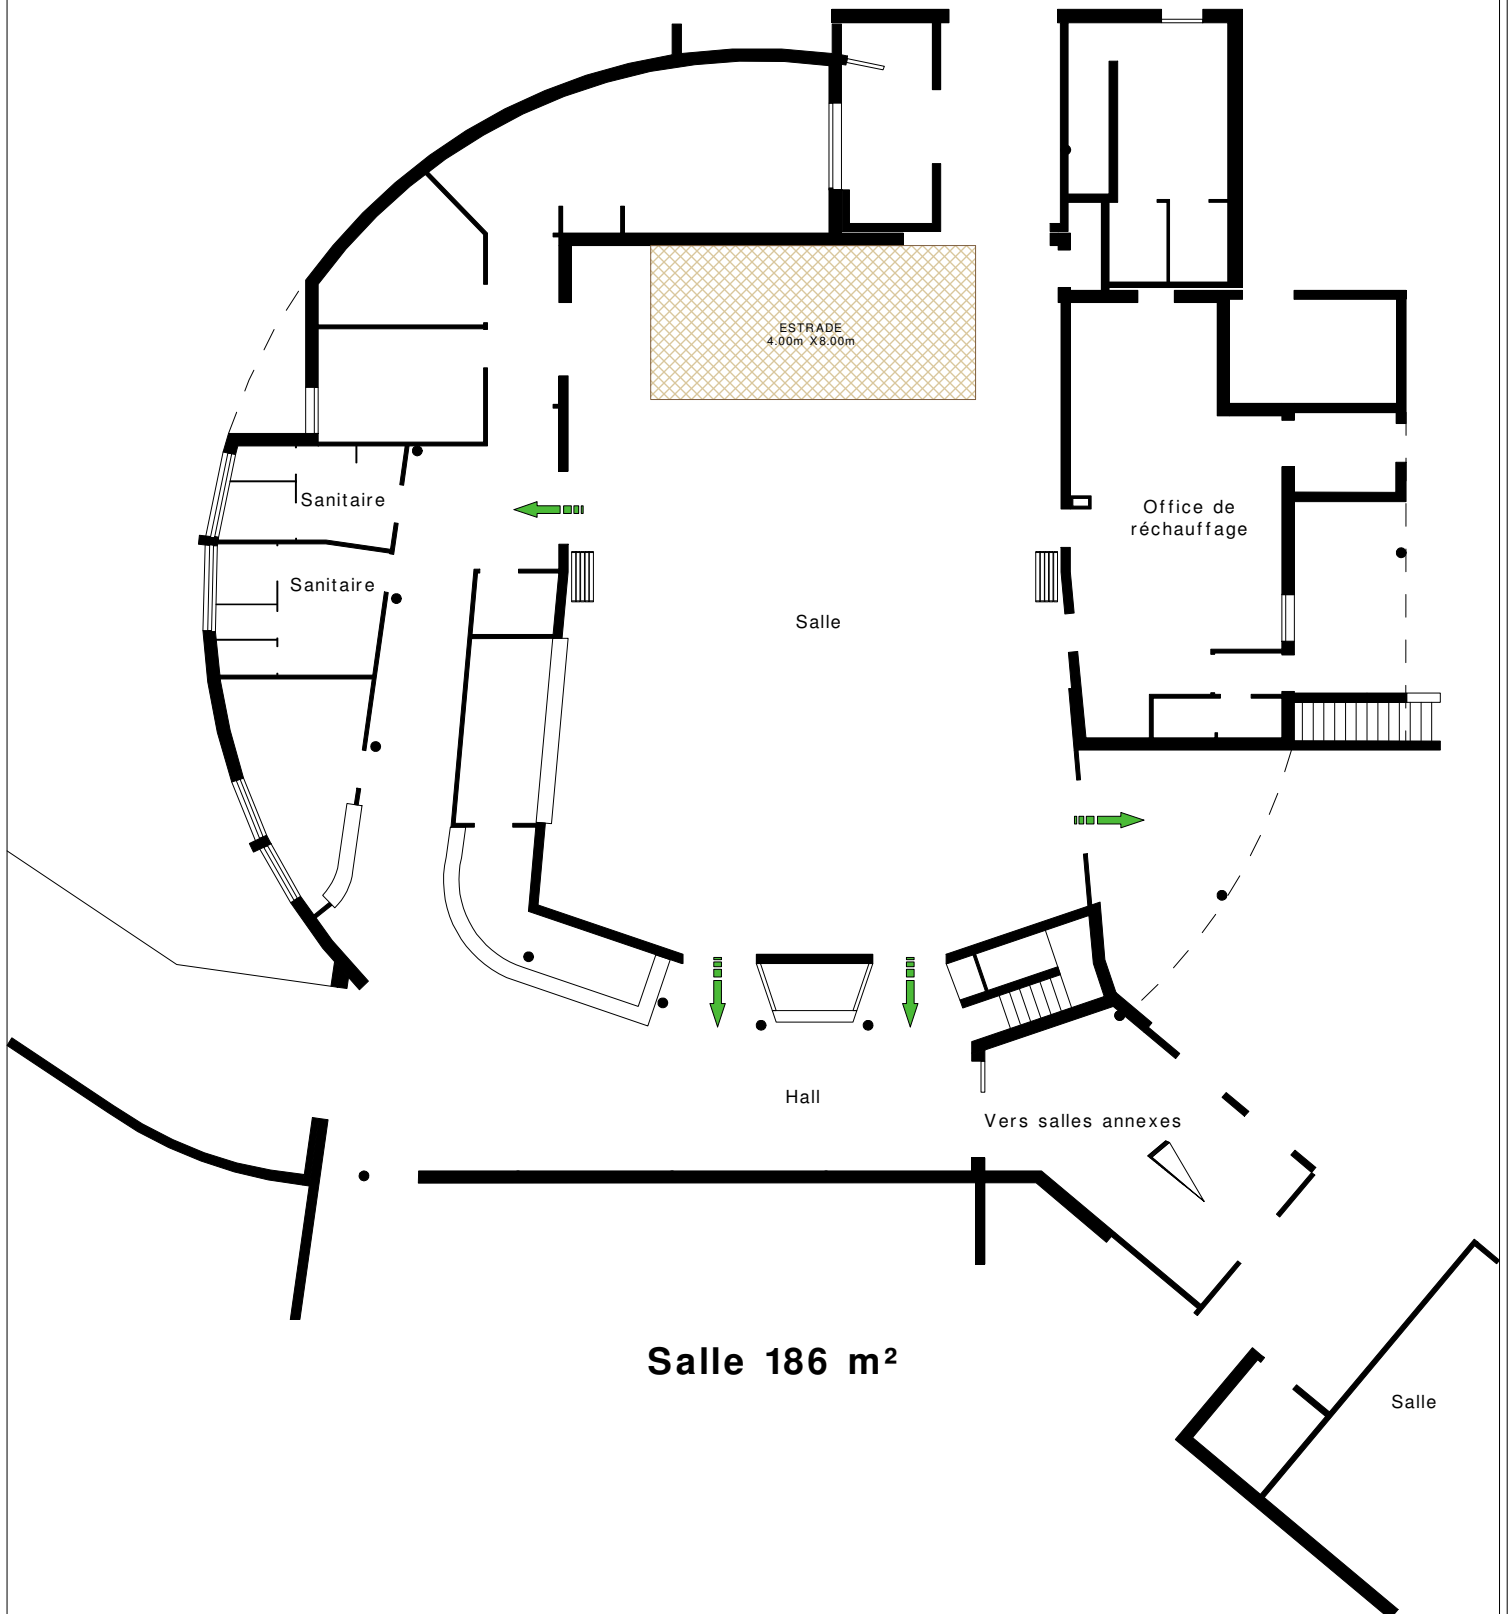 ESTRADE
4.00m X8.00m
Sanitaire
Office de
réchauffage
Sanitaire
Salle
Hall
Vers salles annexes
Salle 186 m²
Salle